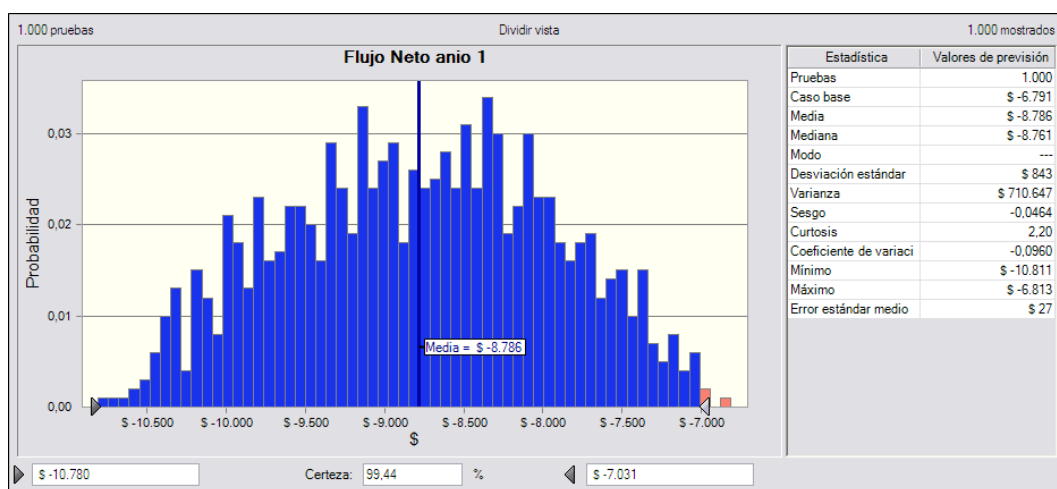 1.000 pruebas Dividir vista 1.000 mostrados
Flujo Neto anio 1
Probabilidad
0,03
0,02
0,01
0,00
Media = $ -8.786
$ -10.500 $ -10.000 $ -9.500 $ -9.000 $ -8.500 $ -8.000 $ -7.500 $ -7.000
$
Estadística Valores de previsión
Pruebas 1.000
Caso base $ -6.791
Media $ -8.786
Mediana $ -8.761
Modo ---
Desviación estándar $ 843
Varianza $ 710.647
Sesgo -0,0464
Curtosis 2,20
Coeficiente de variaci -0,0960
Mínimo $ -10.811
Máximo $ -6.813
Error estándar medio $ 27
$ -10.780 Certeza: 99,44 % $ -7.031